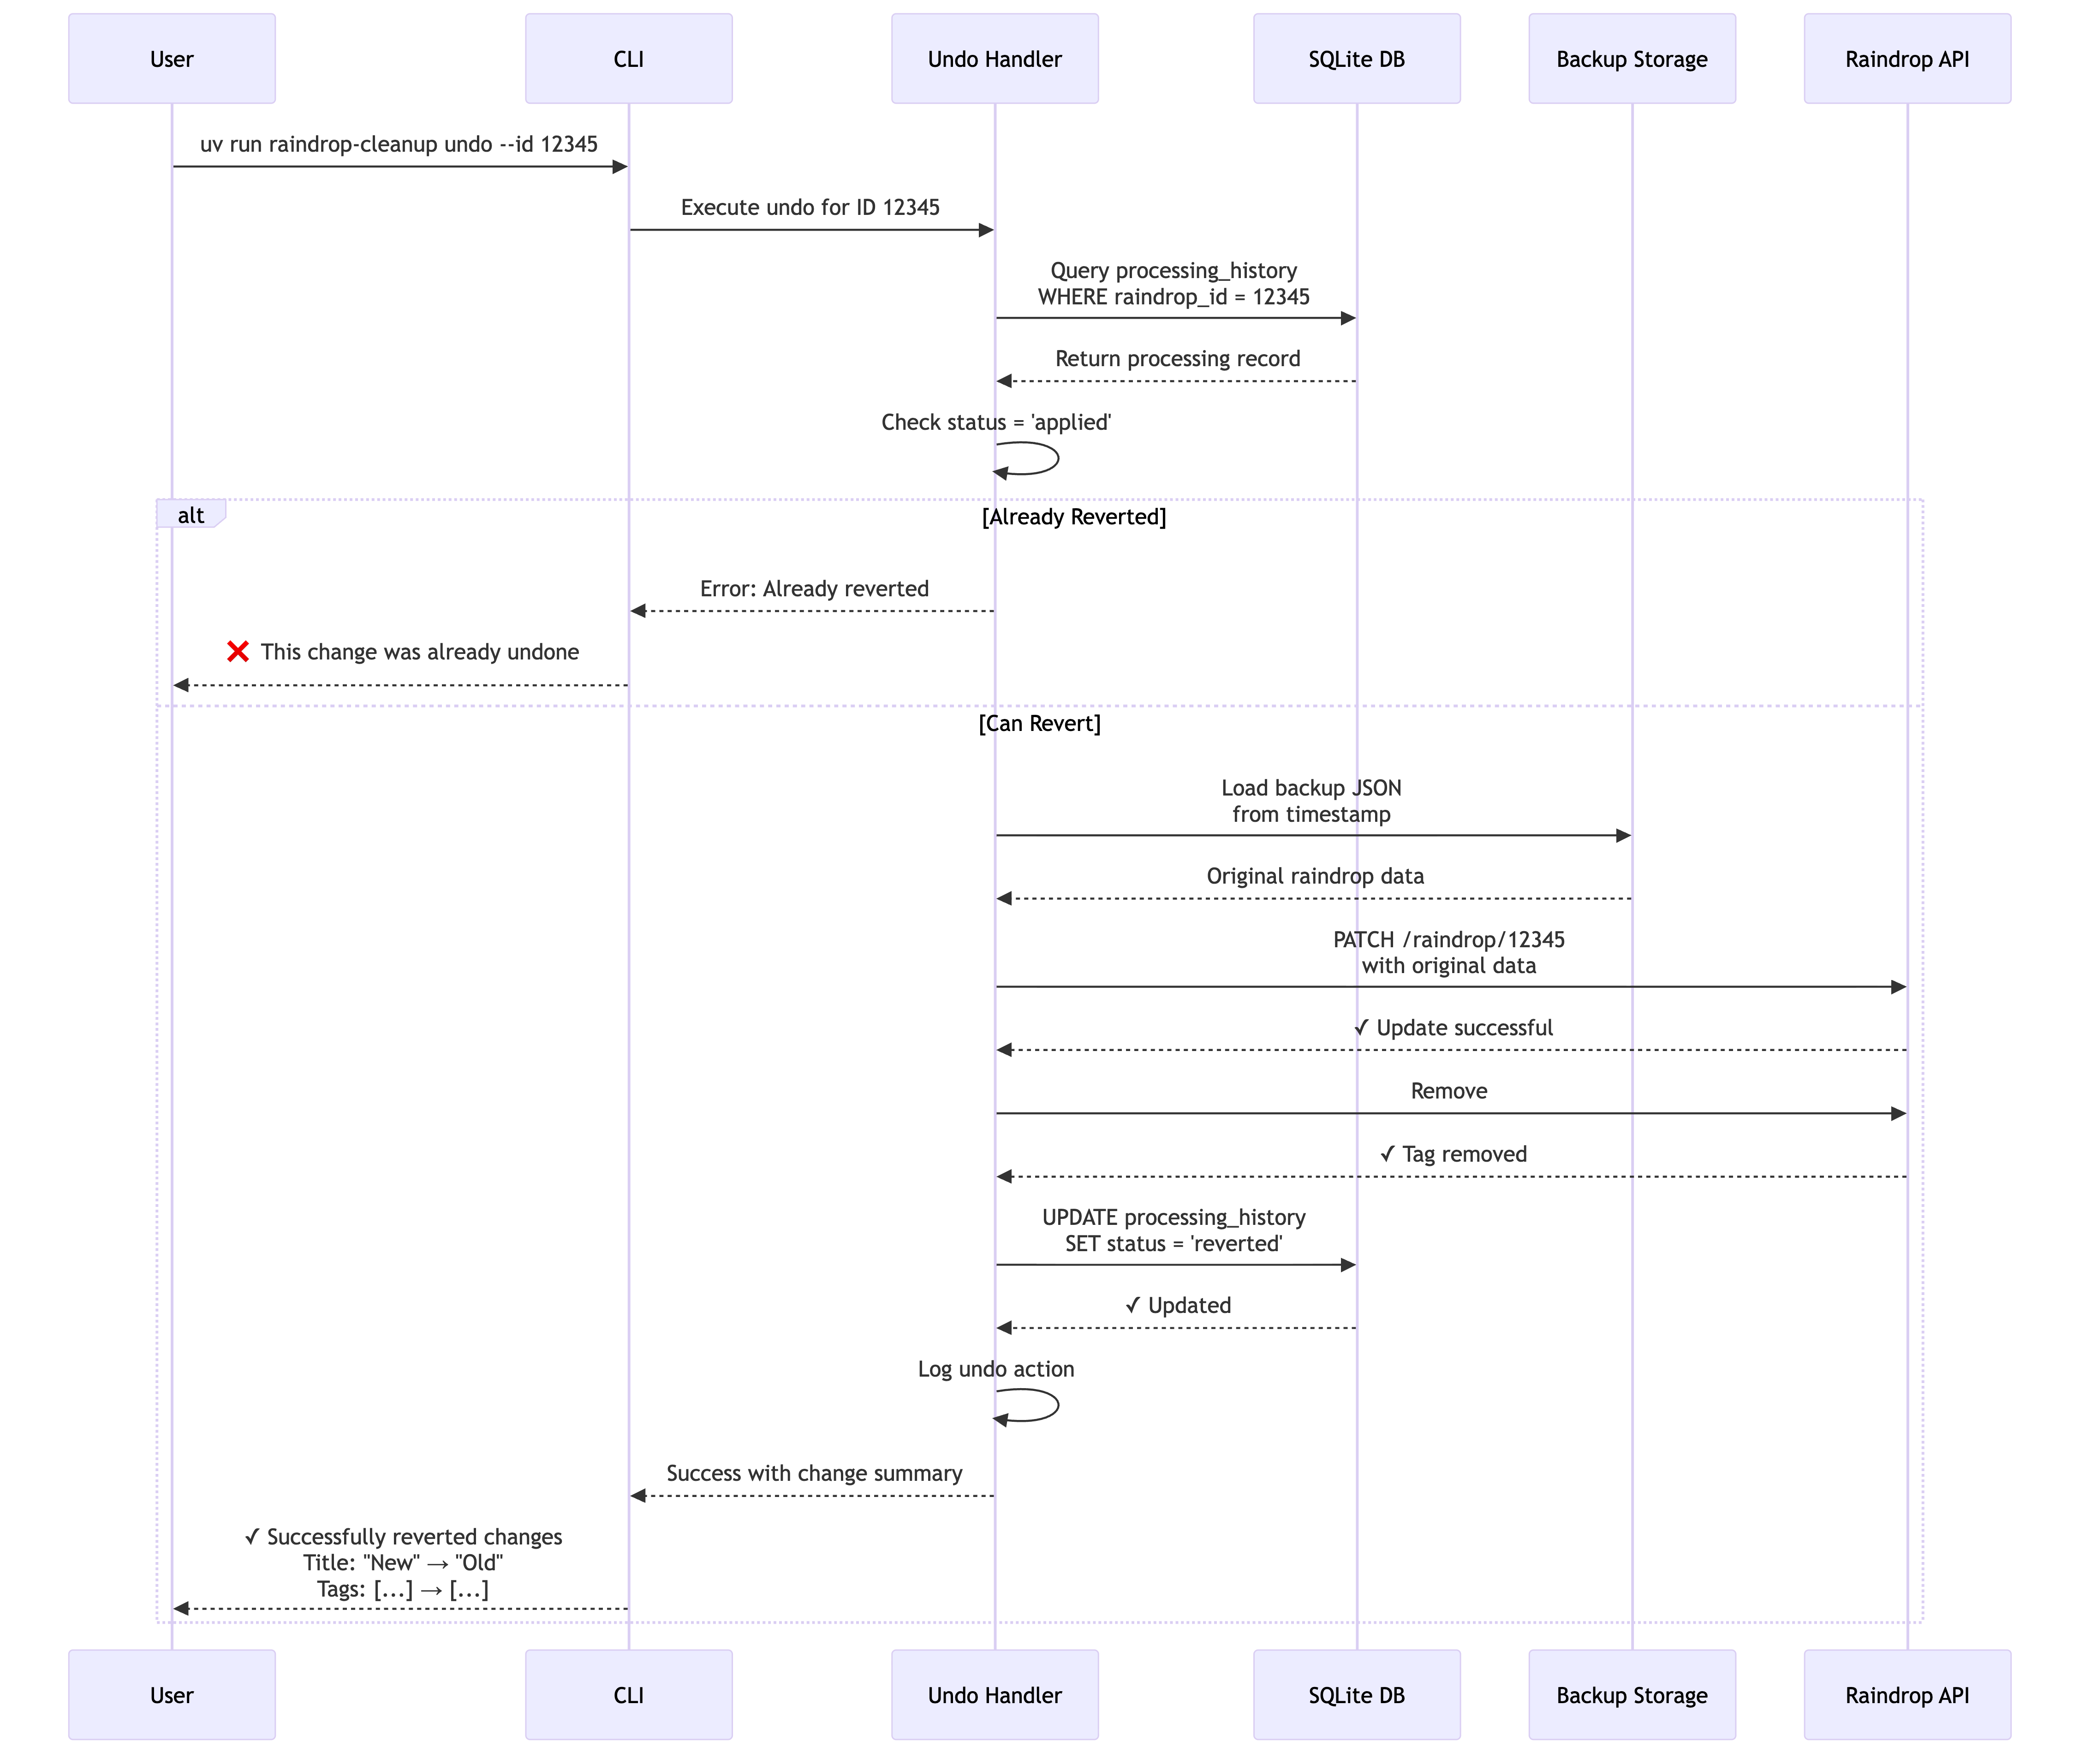 User
CLI
Undo Handler
SQLite DB
Backup Storage
Raindrop API
uv run raindrop-cleanup undo --id 12345
Execute undo for ID 12345
Query processing_history
WHERE raindrop_id = 12345
Return processing record
Check status = 'applied'
alt
[Already Reverted]
Error: Already reverted
❌ This change was already undone
[Can Revert]
Load backup JSON
from timestamp
Original raindrop data
PATCH /raindrop/12345
with original data
✓ Update successful
Remove
✓ Tag removed
UPDATE processing_history
SET status = 'reverted'
✓ Updated
Log undo action
Success with change summary
✓ Successfully reverted changes
Title: "New" → "Old"
Tags: [...] → [...]
User
CLI
Undo Handler
SQLite DB
Backup Storage
Raindrop API